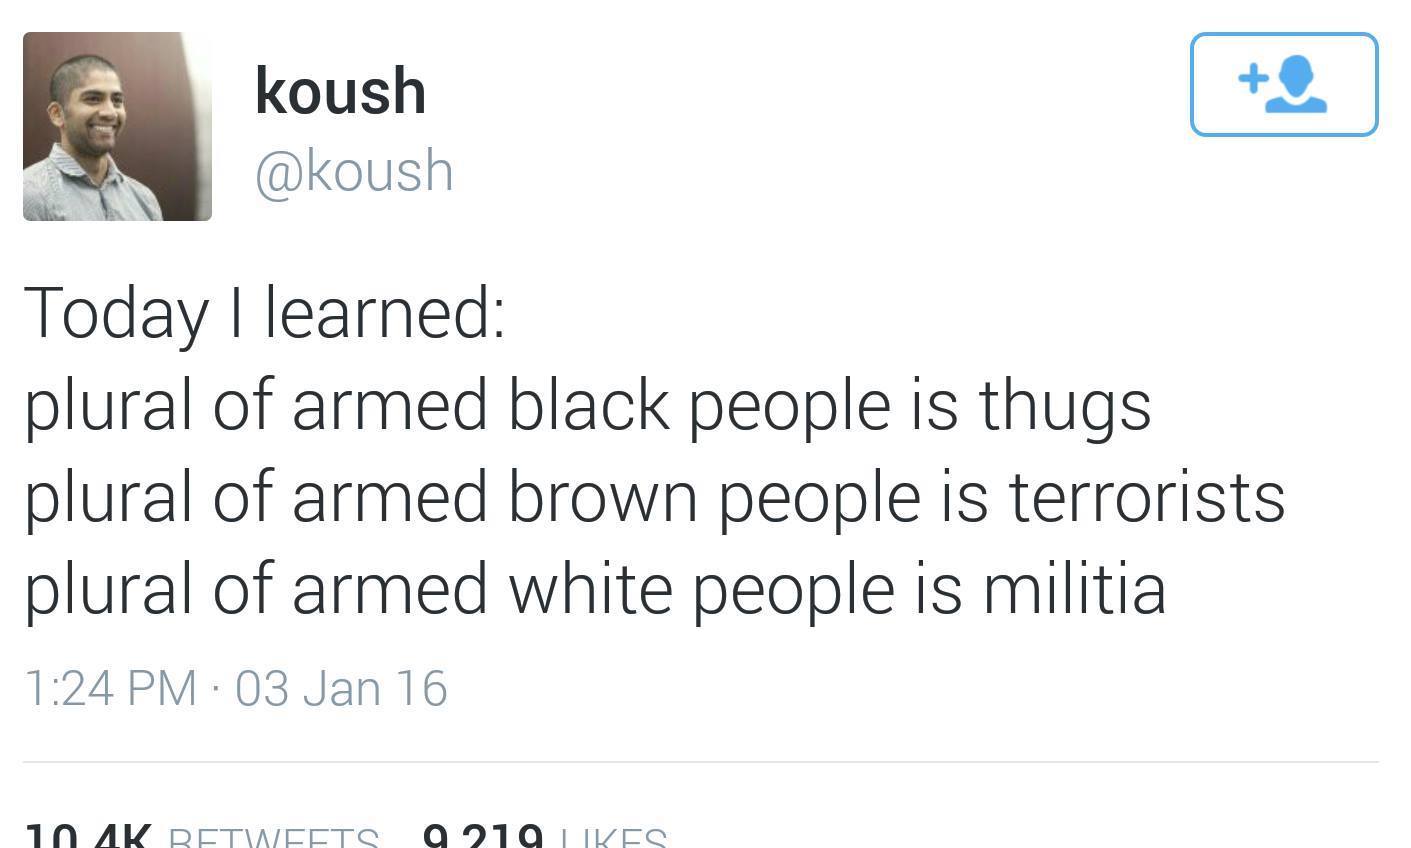 koush
@koush
Today I learned:
plural of armed black people is thugs
plural of armed brown people is terrorists
plural of armed white people is militia
1:24 PM · 03 Jan 16
10.4K RETWEETS 9,219 LIKES